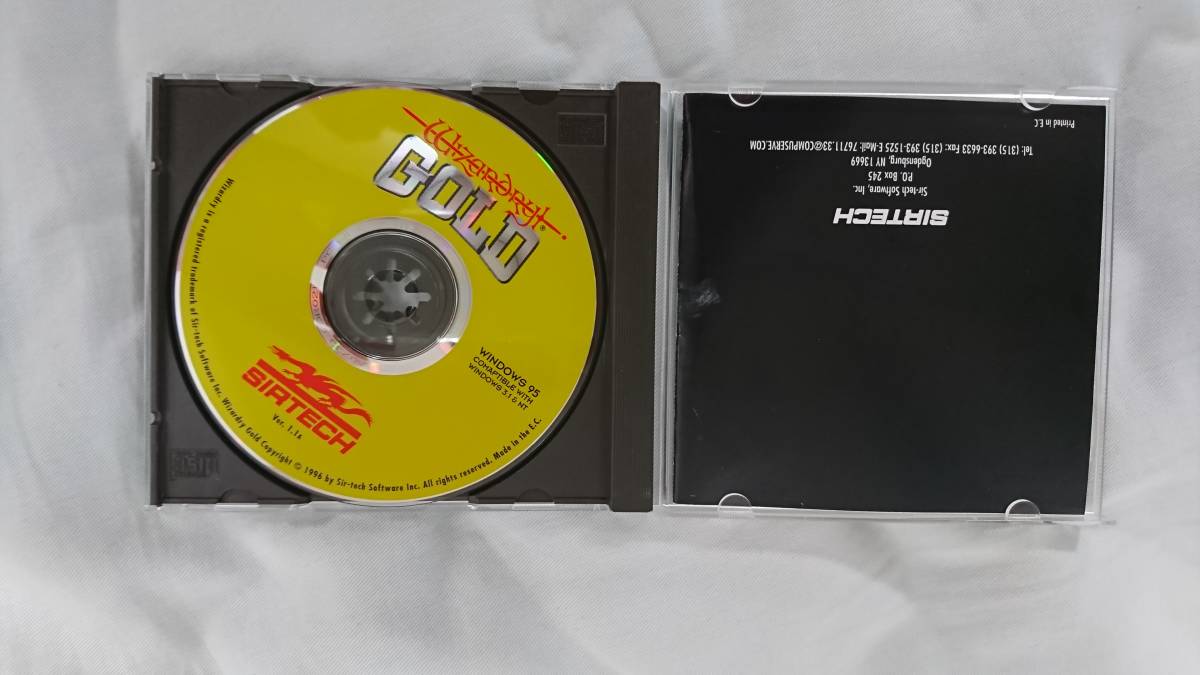 Wizardry
GOLD
®
WINDOWS 95
COMAPTIBLE WITH
WINDOWS 3.1 & NT
SIRTECH
Ver. 1.16
Wizardry is a registered trademark of Sir-tech Software Inc. Wizardry Gold Copyright © 1996 by Sir-tech Software Inc. All rights reserved. Made in the E.C.
SIRTECH
Sir-tech Software, Inc.
P.O. Box 245
Ogdensburg, NY 13669
Tel: (315) 393-6633 Fax: (315) 393-1525 E-Mail: 76711.33@COMPUSERVE.COM
Printed in E.C